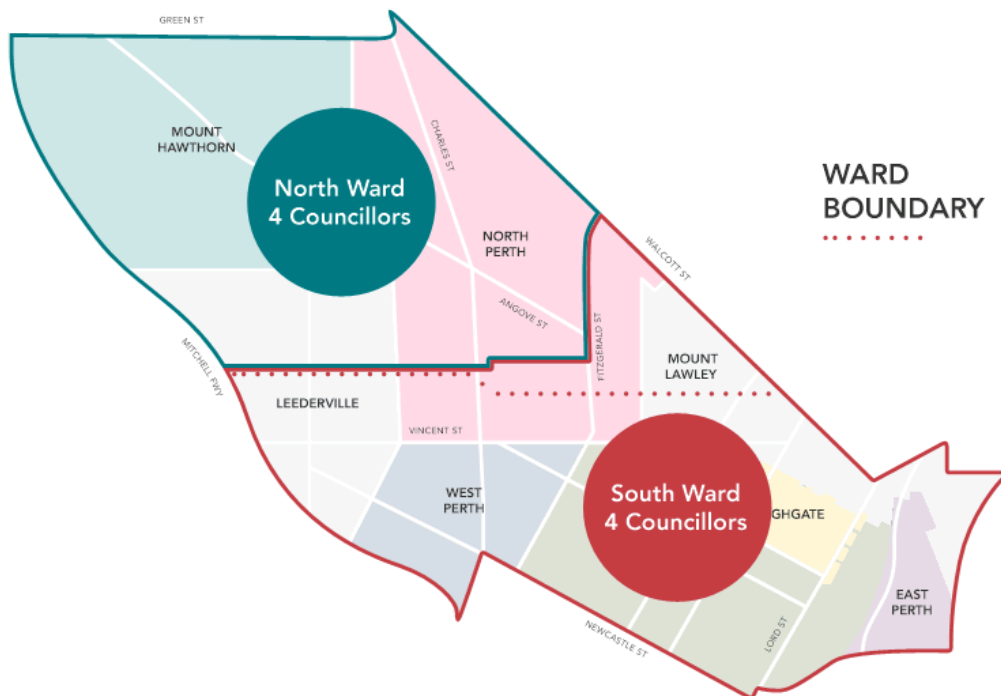 GREEN ST
MOUNT
HAWTHORN
CHARLES ST
North Ward
4 Councillors
WARD
BOUNDARY
NORTH
PERTH
WALCOTT ST
ANGOVE ST
FITZGERALD ST
MITCHELL FWY
MOUNT
LAWLEY
LEEDERVILLE
VINCENT ST
WEST
PERTH
South Ward
4 Councillors
GHGATE
EAST
PERTH
NEWCASTLE ST
LORD ST